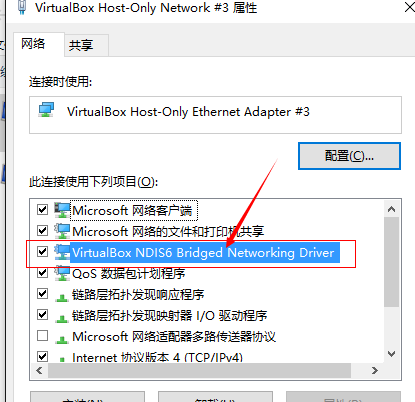 VirtualBox Host-Only Network #3 属性
网络
共享
连接时使用:
VirtualBox Host-Only Ethernet Adapter #3
配置(C)...
此连接使用下列项目(O):
Microsoft 网络客户端
Microsoft 网络的文件和打印机共享
VirtualBox NDIS6 Bridged Networking Driver
QoS 数据包计划程序
链路层拓扑发现响应程序
链路层拓扑发现映射器 I/O 驱动程序
Microsoft 网络适配器多路传送器协议
Internet 协议版本 4 (TCP/IPv4)